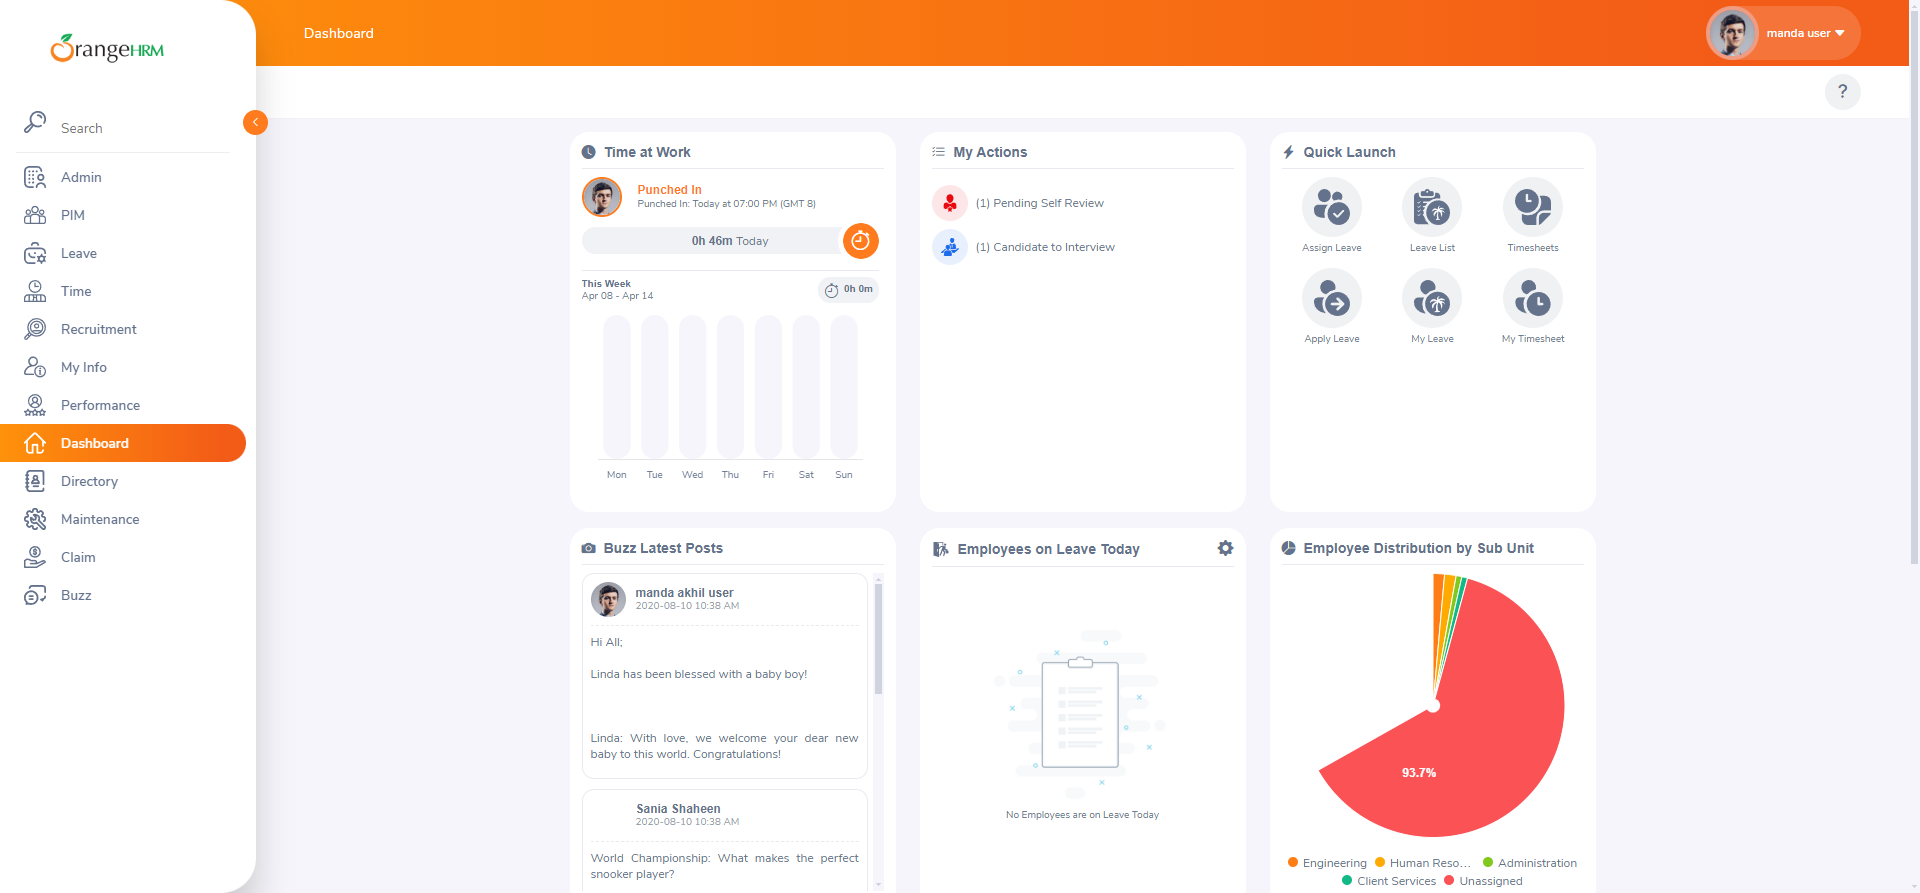 OrangeHRM
Dashboard
manda user
?
Search
Admin
PIM
Leave
Time
Recruitment
My Info
Performance
Dashboard
Directory
Maintenance
Claim
Buzz
Time at Work
Punched In
Punched In: Today at 07:00 PM (GMT 8)
0h 46m Today
This Week
Apr 08 - Apr 14
0h 0m
Mon Tue Wed Thu Fri Sat Sun
My Actions
(1) Pending Self Review
(1) Candidate to Interview
Quick Launch
Assign Leave Leave List Timesheets
Apply Leave My Leave My Timesheet
Buzz Latest Posts
manda akhil user
2020-08-10 10:38 AM
Hi All;
Linda has been blessed with a baby boy!
Linda: With love, we welcome your dear new
baby to this world. Congratulations!
Sania Shaheen
2020-08-10 10:38 AM
World Championship: What makes the perfect
snooker player?
Employees on Leave Today
No Employees are on Leave Today
Employee Distribution by Sub Unit
93.7%
Engineering Human Reso... Administration
Client Services Unassigned